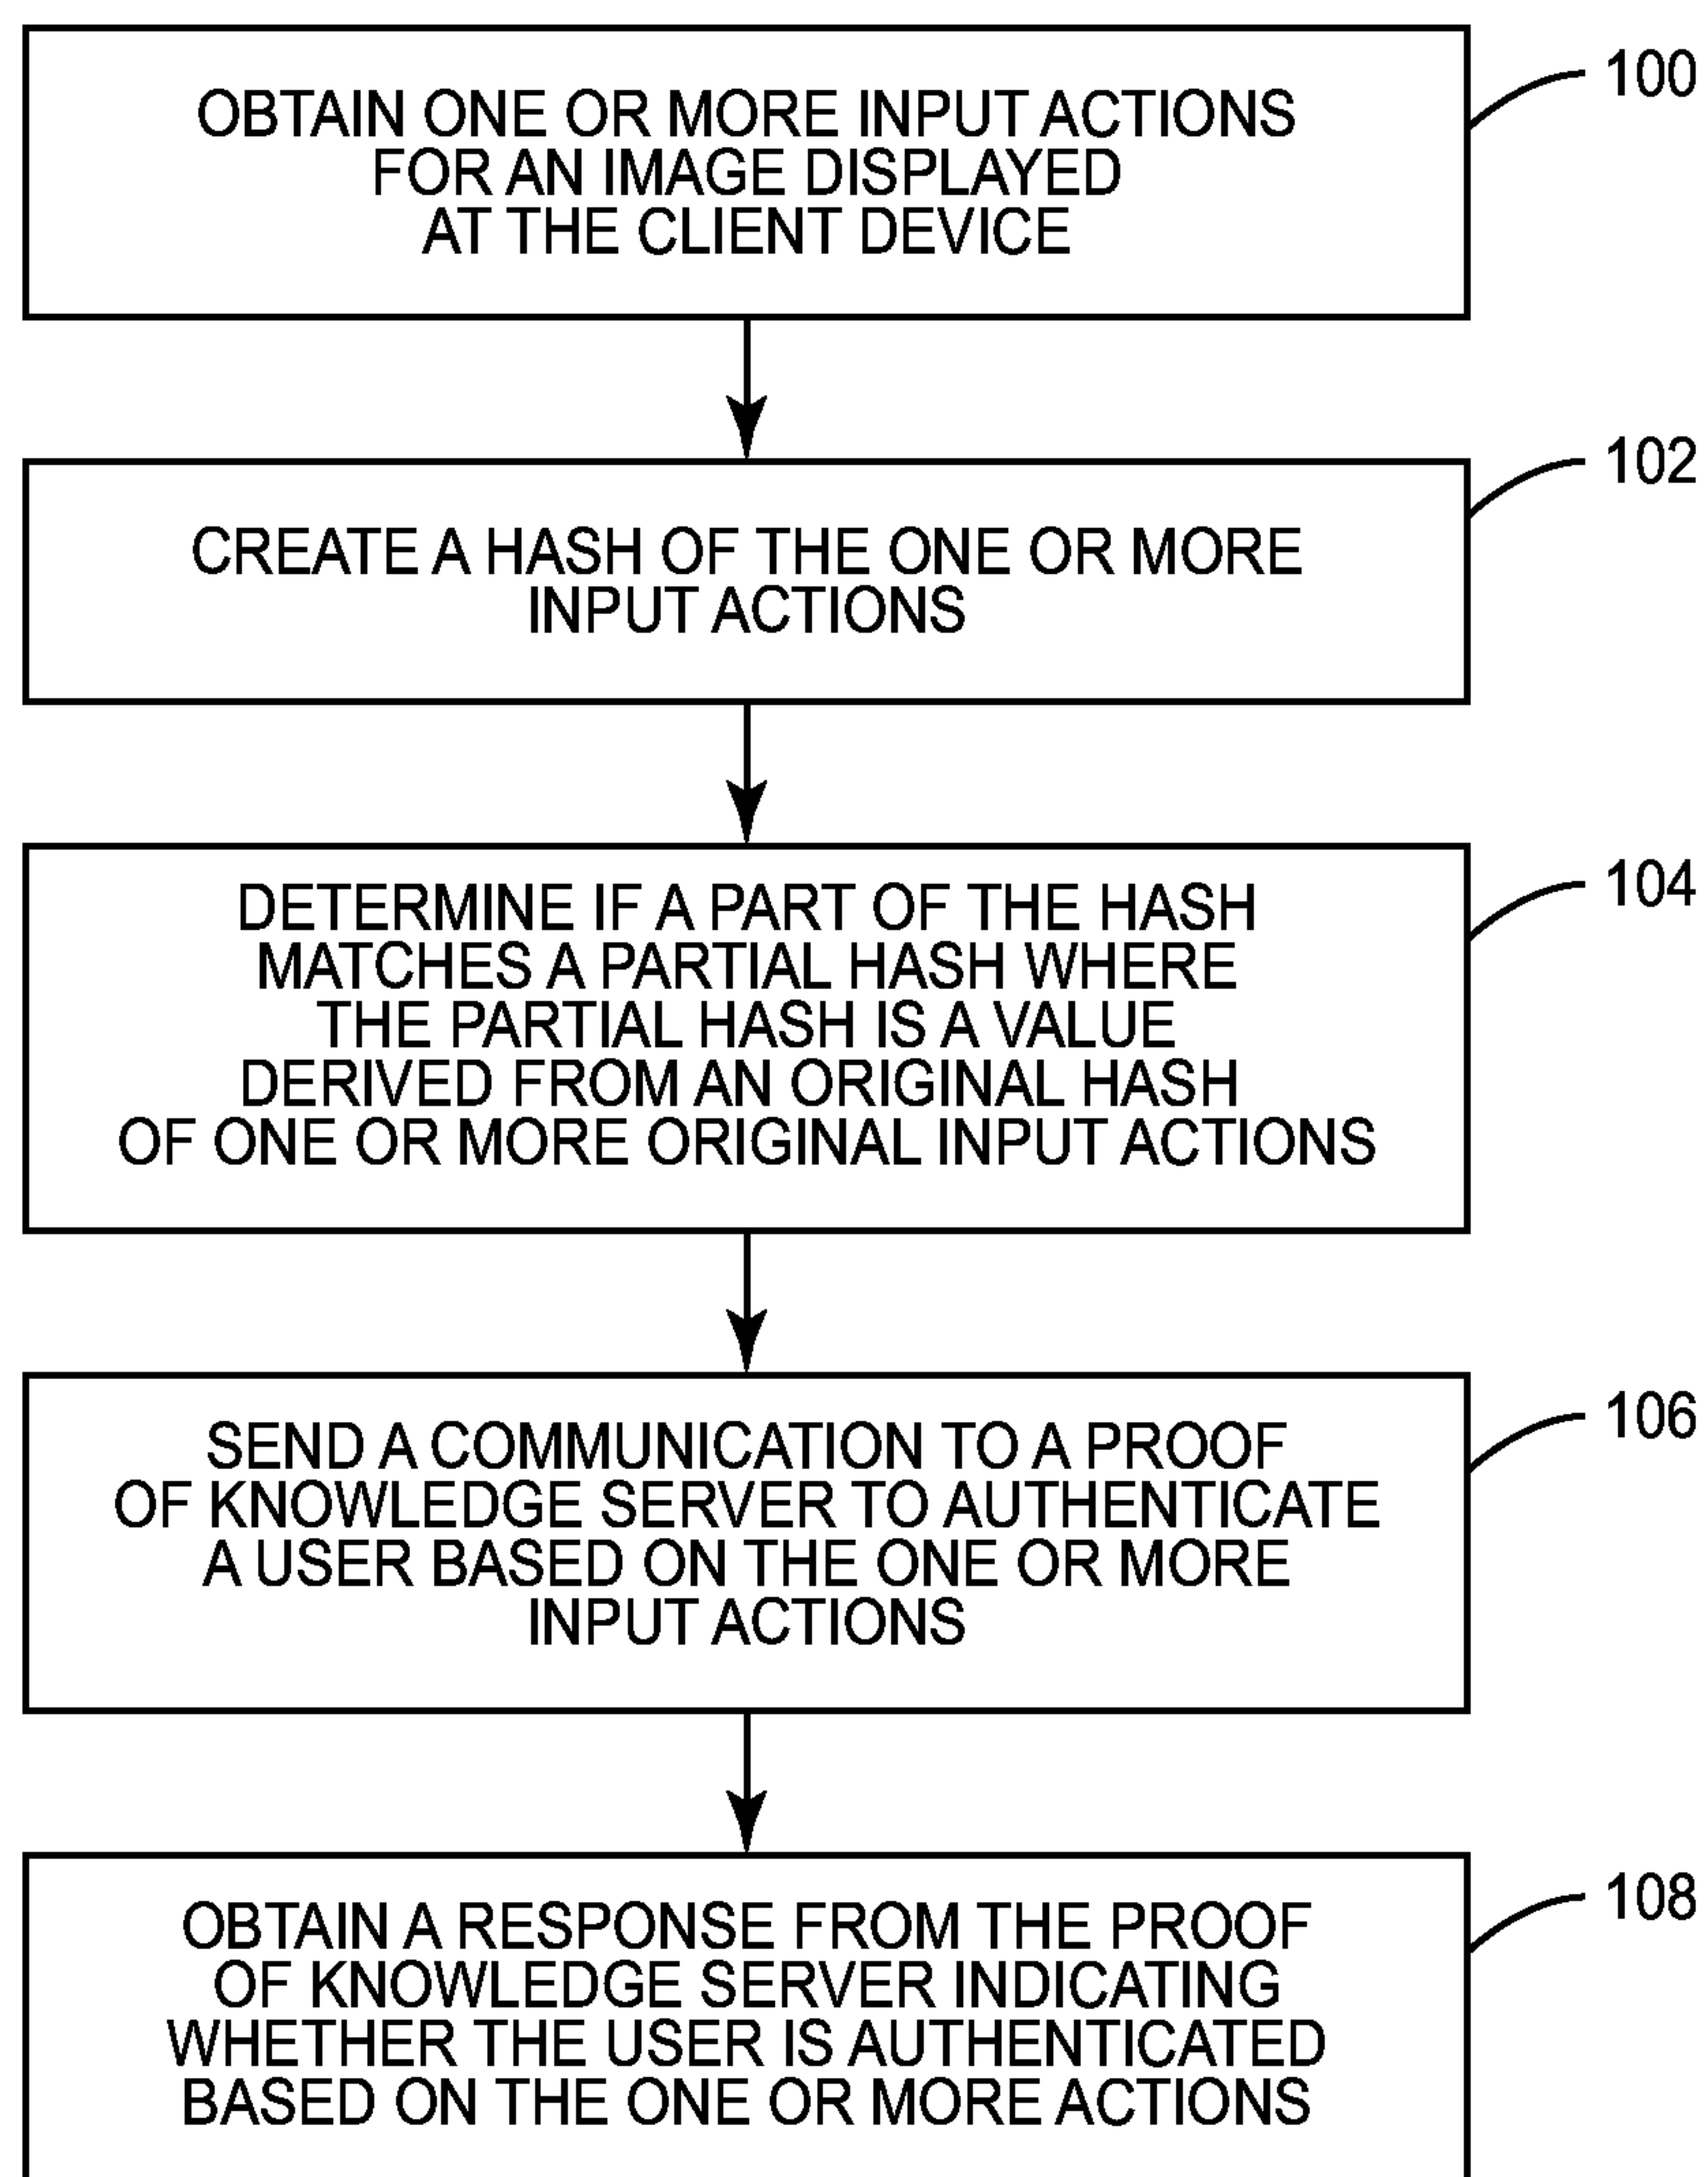 100
OBTAIN ONE OR MORE INPUT ACTIONS
FOR AN IMAGE DISPLAYED
AT THE CLIENT DEVICE
102
CREATE A HASH OF THE ONE OR MORE
INPUT ACTIONS
104
DETERMINE IF A PART OF THE HASH
MATCHES A PARTIAL HASH WHERE
THE PARTIAL HASH IS A VALUE
DERIVED FROM AN ORIGINAL HASH
OF ONE OR MORE ORIGINAL INPUT ACTIONS
106
SEND A COMMUNICATION TO A PROOF
OF KNOWLEDGE SERVER TO AUTHENTICATE
A USER BASED ON THE ONE OR MORE
INPUT ACTIONS
108
OBTAIN A RESPONSE FROM THE PROOF
OF KNOWLEDGE SERVER INDICATING
WHETHER THE USER IS AUTHENTICATED
BASED ON THE ONE OR MORE ACTIONS